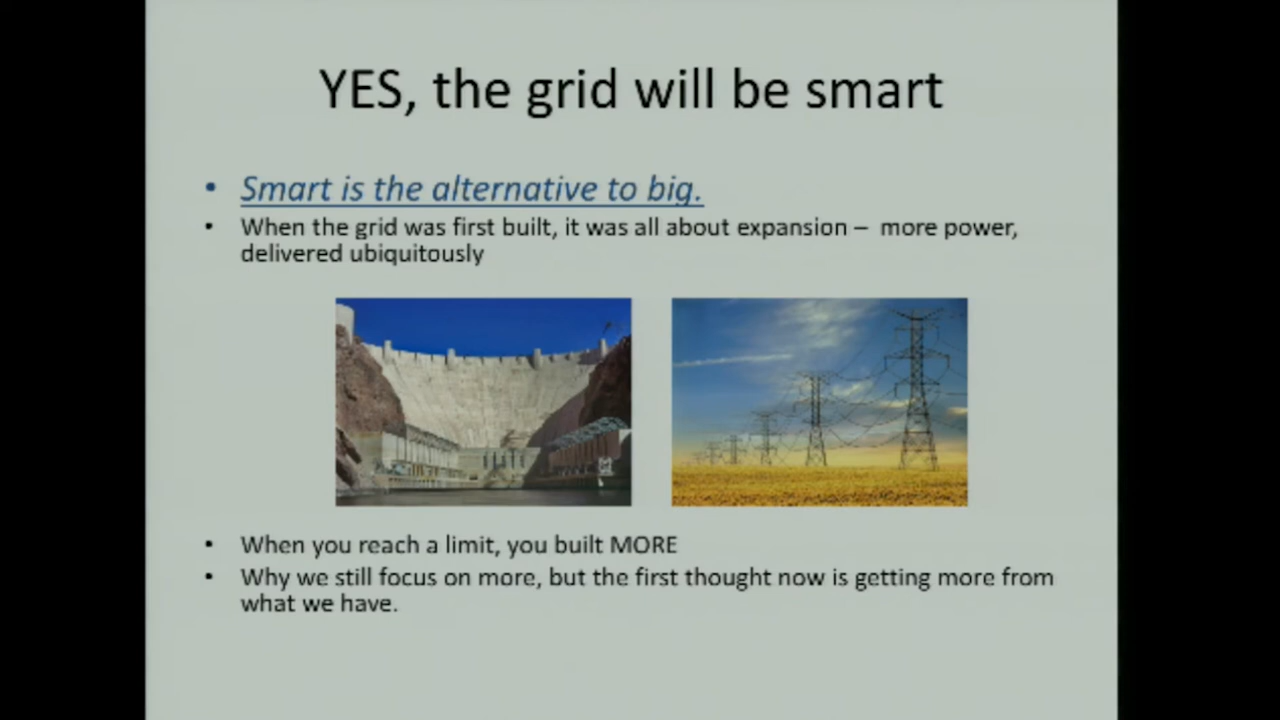 YES, the grid will be smart
• Smart is the alternative to big.
• When the grid was first built, it was all about expansion – more power,
delivered ubiquitously
• When you reach a limit, you built MORE
• Why we still focus on more, but the first thought now is getting more from
what we have.